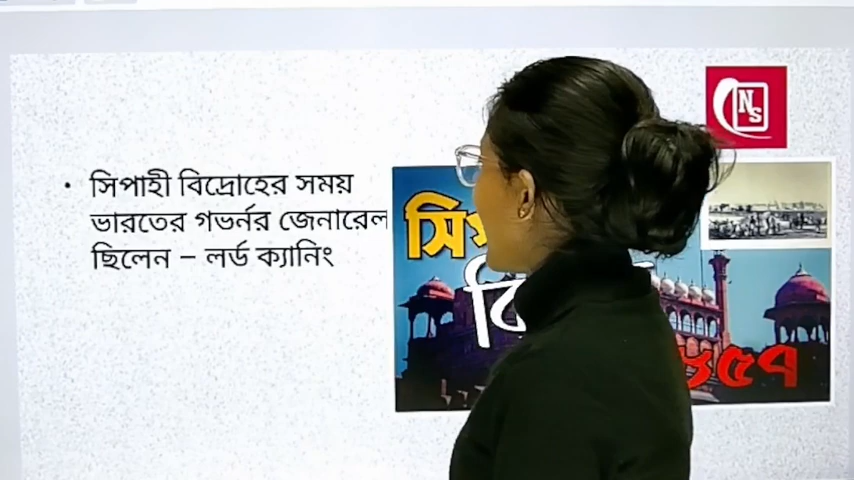 • সিপাহী বিদ্রোহের সময়
ভারতের গভর্নর জেনারেল
ছিলেন – লর্ড ক্যানিং
NS